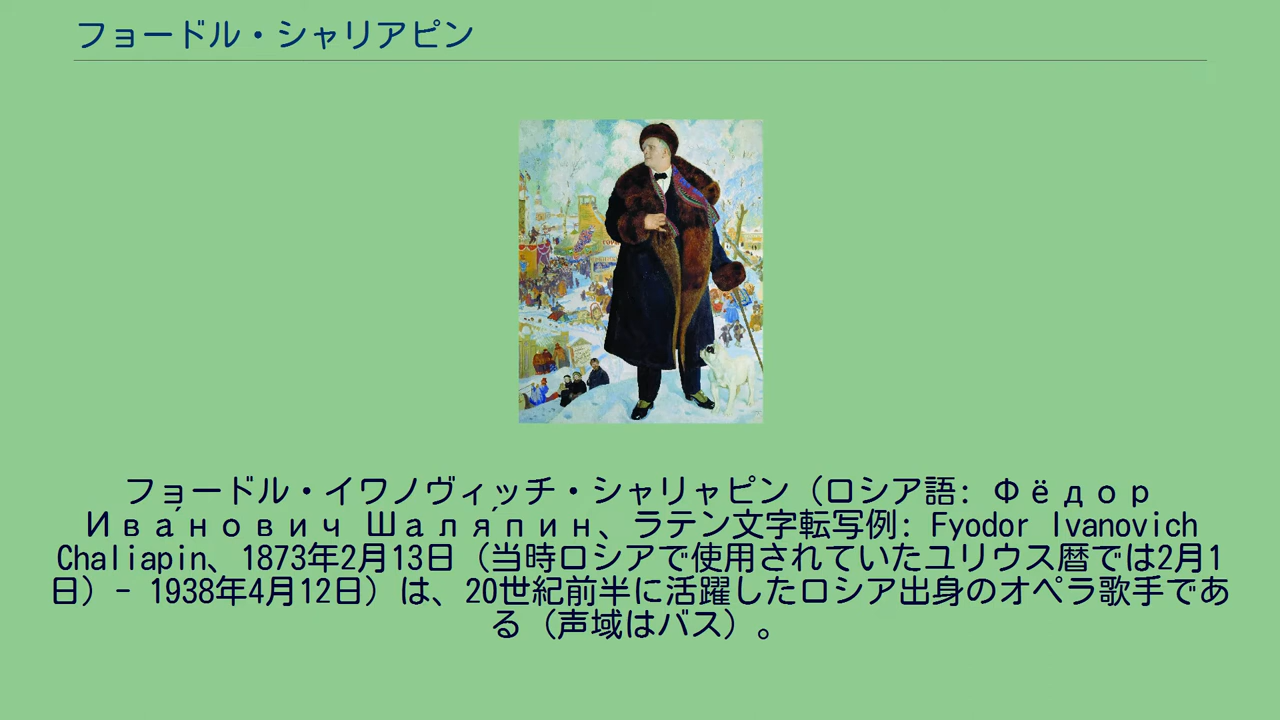 フョードル・シャリアピン
フョードル・イワノヴィッチ・シャリャピン（ロシア語: Фёдор
Ива́нович Шаля́пин、ラテン文字転写例: Fyodor Ivanovich
Chaliapin、1873年2月13日（当時ロシアで使用されていたユリウス暦では2月1
日）- 1938年4月12日）は、20世紀前半に活躍したロシア出身のオペラ歌手であ
る（声域はバス）。